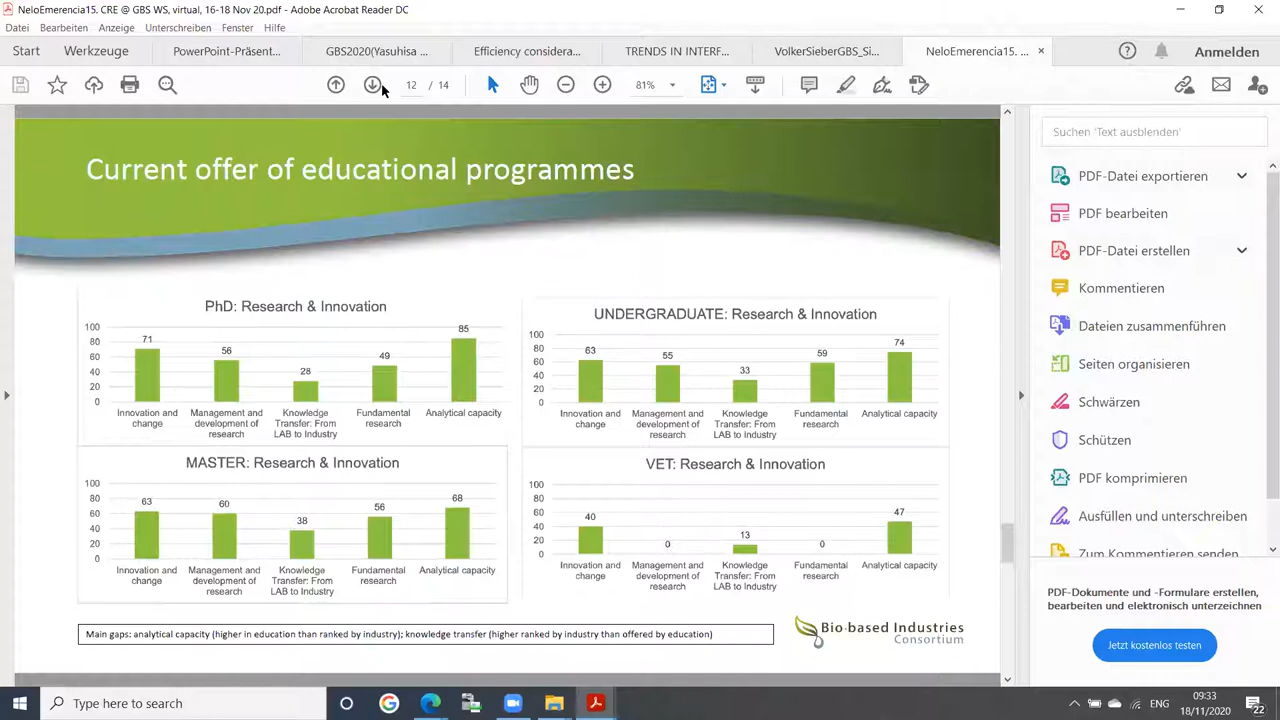 NeloEmerencia15. CRE @ GBS WS, virtual, 16-18 Nov 20.pdf - Adobe Acrobat Reader DC
Datei Bearbeiten Anzeige Unterschreiben Fenster Hilfe
Start Werkzeuge PowerPoint-Präsent... GBS2020(Yasuhisa ... Efficiency considera... TRENDS IN INTERF... VolkerSieberGBS_Si... NeloEmerencia15. ... × Anmelden
12 / 14 81%
Suchen 'Text ausblenden'
PDF-Datei exportieren
PDF bearbeiten
PDF-Datei erstellen
Kommentieren
Dateien zusammenführen
Seiten organisieren
Schwärzen
Schützen
PDF komprimieren
Ausfüllen und unterschreiben
Zum Kommentieren senden
PDF-Dokumente und -Formulare erstellen,
bearbeiten und elektronisch unterzeichnen
Jetzt kostenlos testen
Current offer of educational programmes
PhD: Research & Innovation
100
80
60
40
20
0
71 56 28 49 85
Innovation and change
Management and development of research
Knowledge Transfer: From LAB to Industry
Fundamental research
Analytical capacity
UNDERGRADUATE: Research & Innovation
100
80
60
40
20
0
63 55 33 59 74
Innovation and change
Management and development of research
Knowledge Transfer: From LAB to Industry
Fundamental research
Analytical capacity
MASTER: Research & Innovation
100
80
60
40
20
0
63 60 38 56 68
Innovation and change
Management and development of research
Knowledge Transfer: From LAB to Industry
Fundamental research
Analytical capacity
VET: Research & Innovation
100
80
60
40
20
0
40 0 13 0 47
Innovation and change
Management and development of research
Knowledge Transfer: From LAB to Industry
Fundamental research
Analytical capacity
Main gaps: analytical capacity (higher in education than ranked by industry); knowledge transfer (higher ranked by industry than offered by education)
Bio-based Industries
Consortium
Type here to search
ENG
09:33
18/11/2020
22